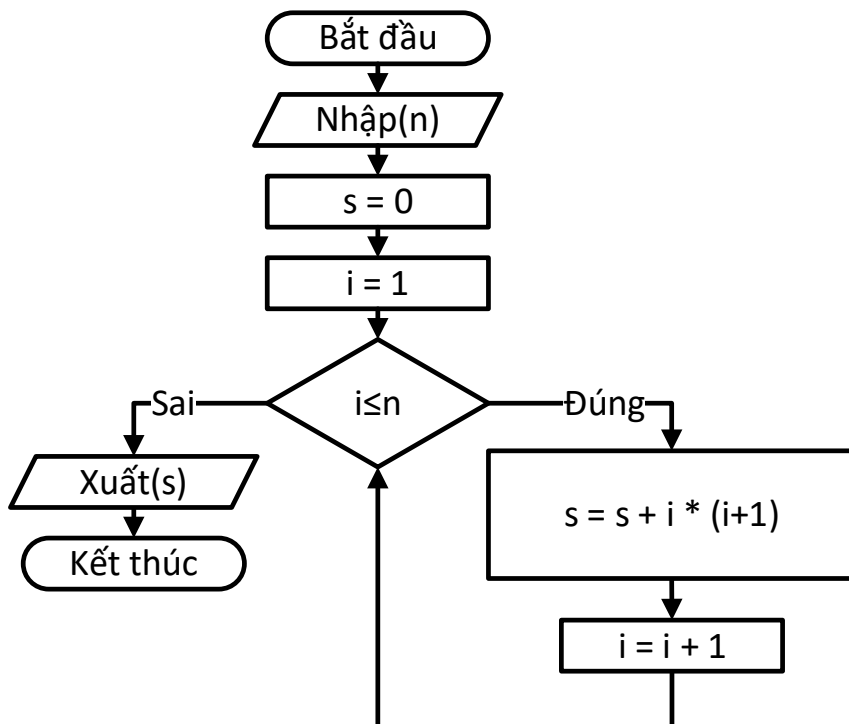 Bắt đầu
Nhập(n)
s = 0
i = 1
i≤n
Sai
Đúng
Xuất(s)
s = s + i * (i+1)
Kết thúc
i = i + 1